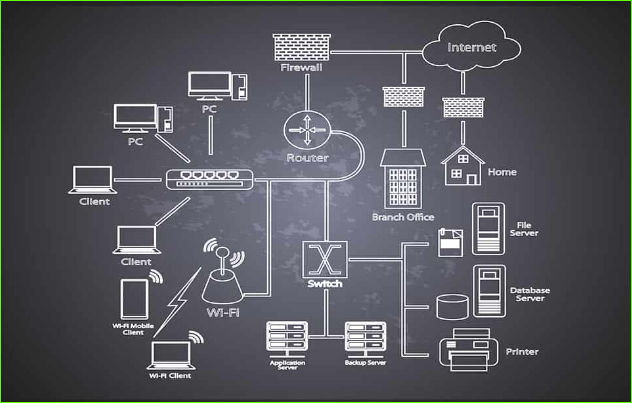 Internet
Firewall
PC
PC
Router
Client
Home
Branch Office
File
Server
Client
Switch
Database
Server
Wi-Fi
Wi-Fi Mobile
Client
Printer
Application
Server
Backup Server
Wi-Fi Client